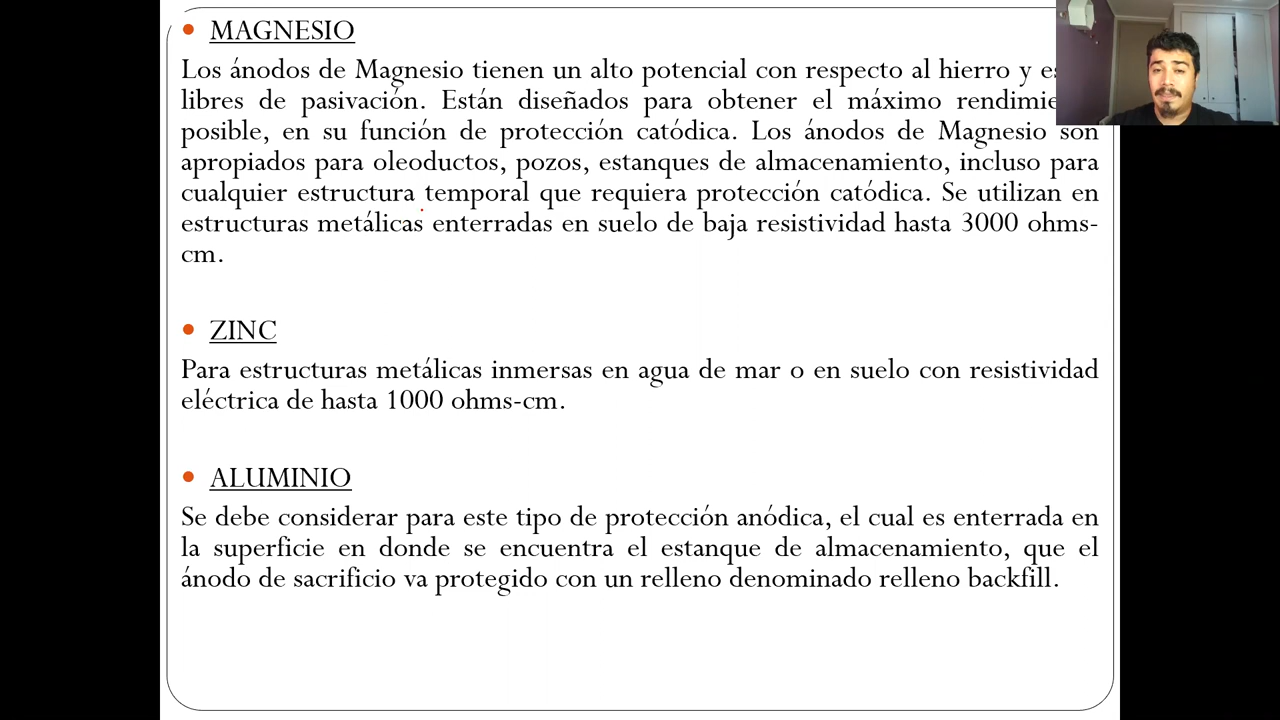 MAGNESIO
Los ánodos de Magnesio tienen un alto potencial con respecto al hierro y
libres de pasivación. Están diseñados para obtener el máximo
posible, en su función de protección catódica. Los ánodos de Magnesio son
apropiados para oleoductos, pozos, estanques de almacenamiento, incluso para
cualquier estructura temporal que requiera protección catódica. Se utilizan en
estructuras metálicas enterradas en suelo de baja resistividad hasta 3000 ohms-
cm.
ZINC
Para estructuras metálicas inmersas en agua de mar o en suelo con resistividad
eléctrica de hasta 1000 ohms-cm.
ALUMINIO
Se debe considerar para este tipo de protección anódica, el cual es enterrada en
la superficie en donde se encuentra el estanque de almacenamiento, que el
ánodo de sacrificio va protegido con un relleno denominado relleno backfill.